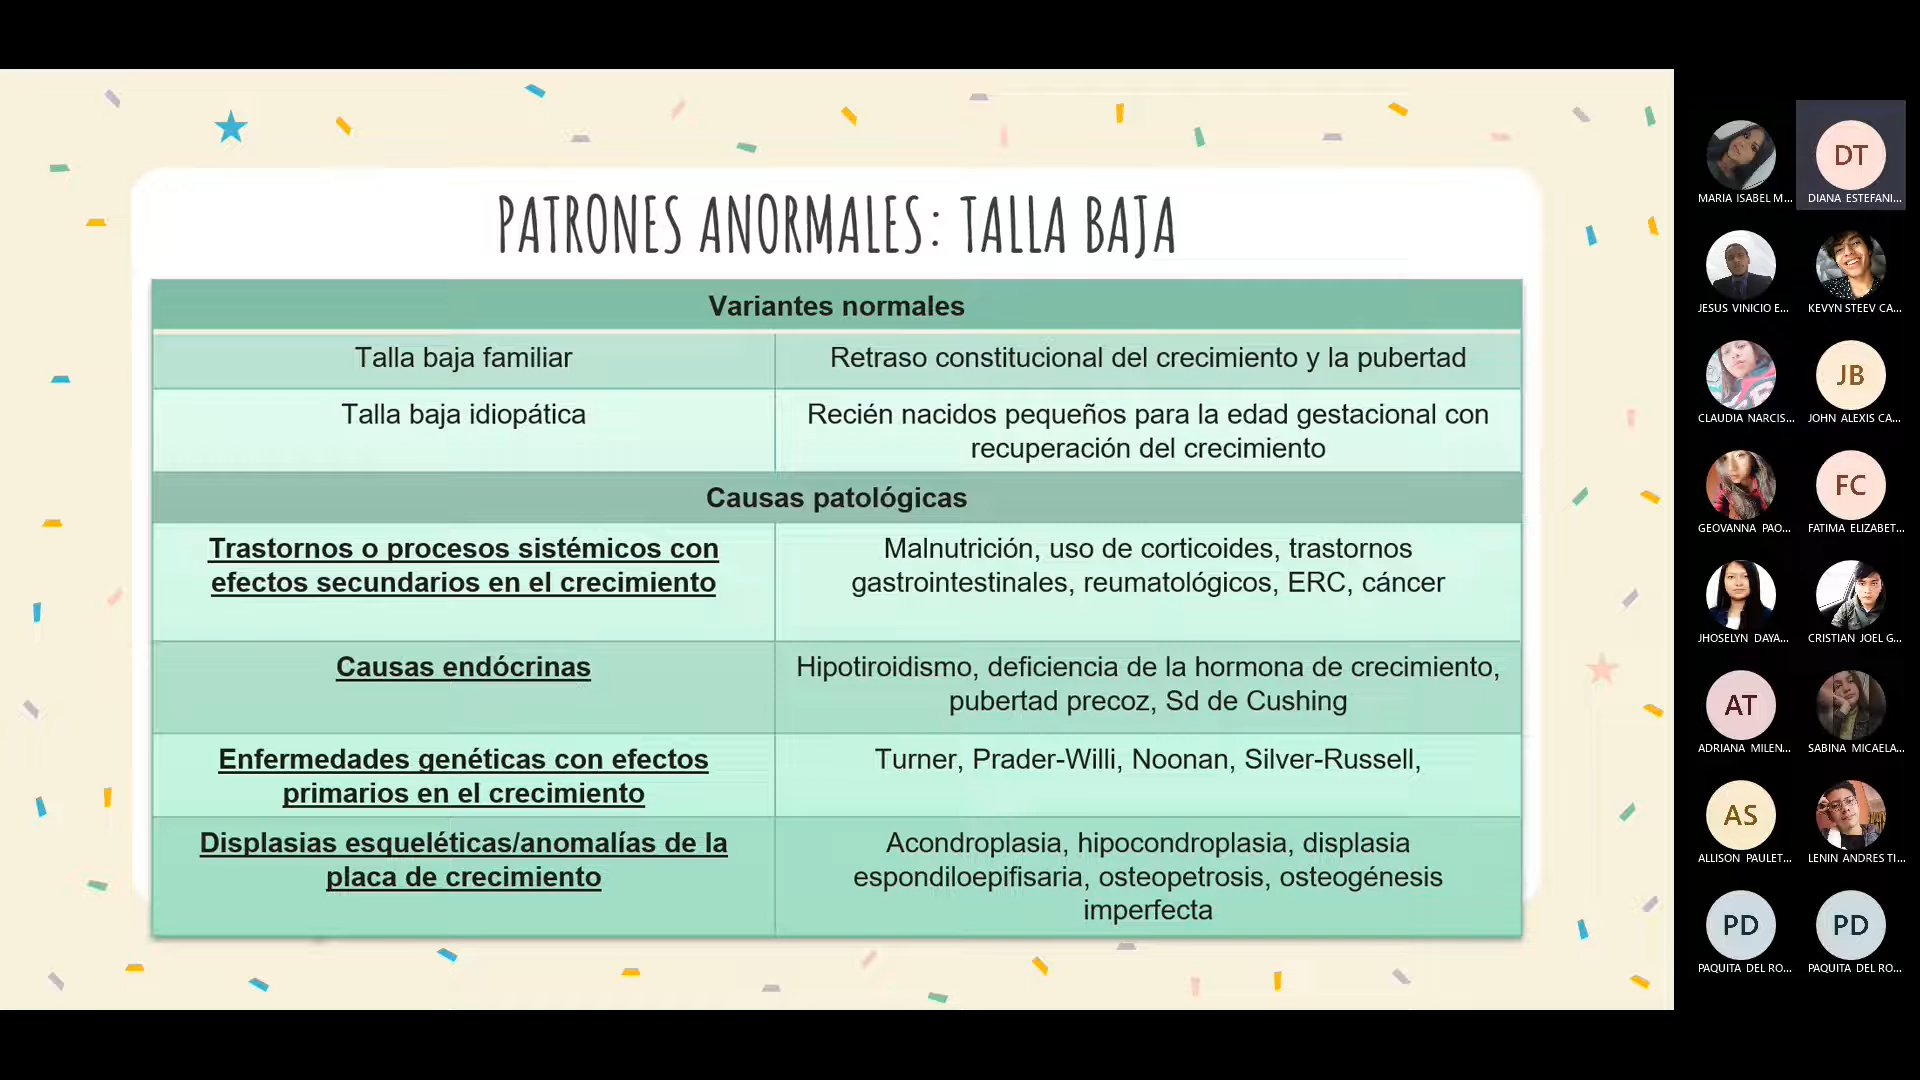 PATRONES ANORMALES: TALLA BAJA
Variantes normales
Talla baja familiar
Retraso constitucional del crecimiento y la pubertad
Talla baja idiopática
Recién nacidos pequeños para la edad gestacional con
recuperación del crecimiento
Causas patológicas
Trastornos o procesos sistémicos con
efectos secundarios en el crecimiento
Malnutrición, uso de corticoides, trastornos
gastrointestinales, reumatológicos, ERC, cáncer
Causas endócrinas
Hipotiroidismo, deficiencia de la hormona de crecimiento,
pubertad precoz, Sd de Cushing
Enfermedades genéticas con efectos
primarios en el crecimiento
Turner, Prader-Willi, Noonan, Silver-Russell,
Displasias esqueléticas/anomalías de la
placa de crecimiento
Acondroplasia, hipocondroplasia, displasia
espondiloepifisaria, osteopetrosis, osteogénesis
imperfecta
MARIA ISABEL M...
DT
DIANA ESTEFANI...
JESUS VINICIO E...
KEVYN STEEV CA...
CLAUDIA NARCIS...
JB
JOHN ALEXIS CA...
GEOVANNA PAO...
FC
FATIMA ELIZABET...
JHOSELYN DAYA...
CRISTIAN JOEL G...
AT
ADRIANA MILEN...
SABINA MICAELA...
AS
ALLISON PAULET...
LENIN ANDRES TI...
PD
PAQUITA DEL RO...
PD
PAQUITA DEL RO...